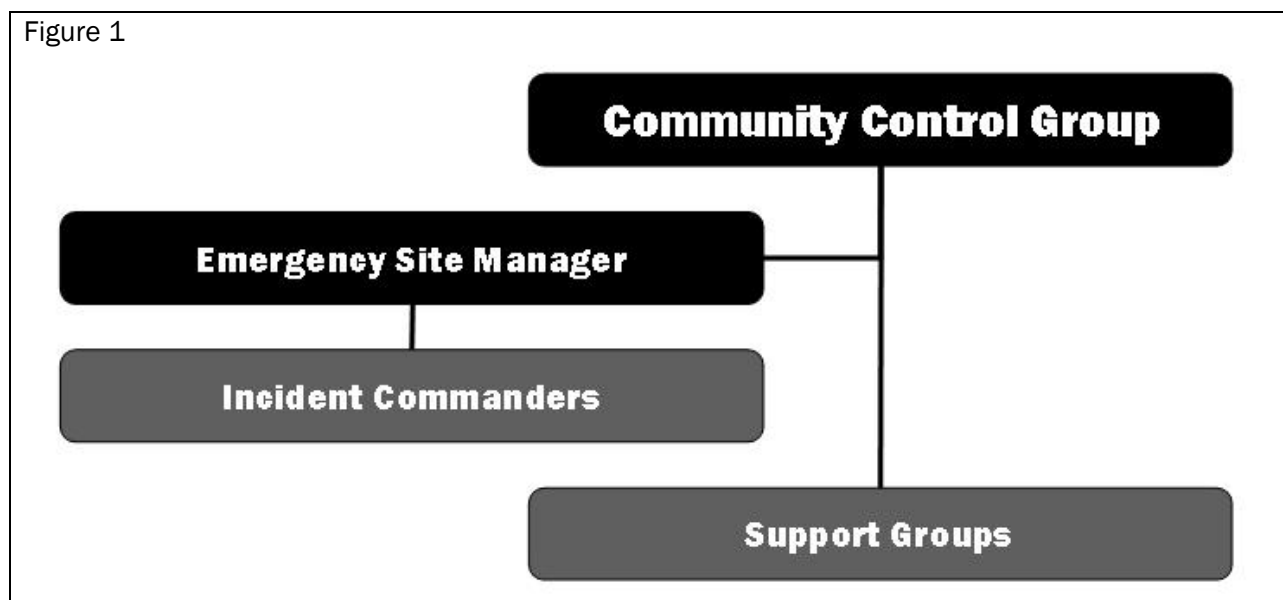 Figure 1
Community Control Group
Emergency Site Manager
Incident Commanders
Support Groups